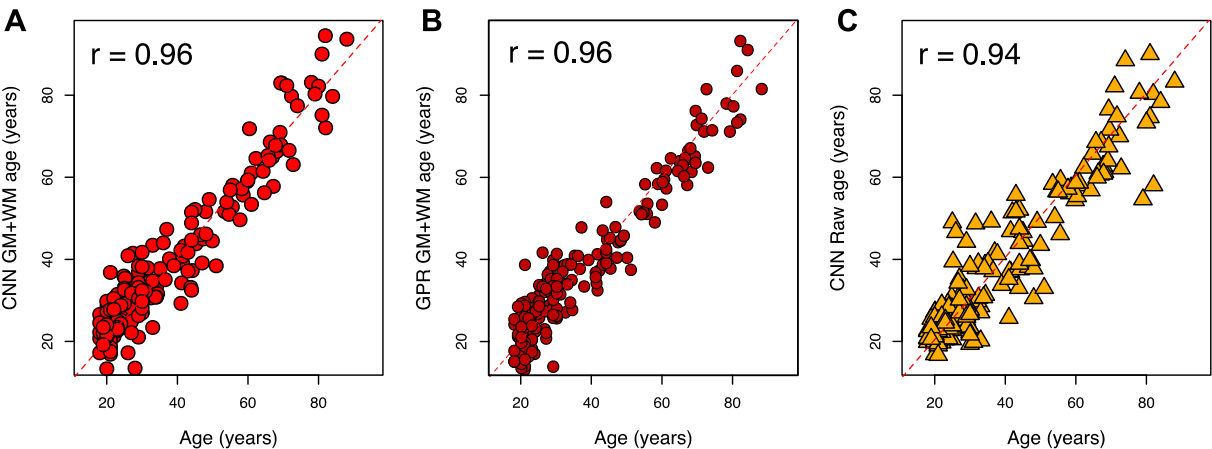 A
r = 0.96
CNN GM+WM age (years)
80
60
40
20
20 40 60 80
Age (years)
B
r = 0.96
GPR GM+WM age (years)
80
60
40
20
20 40 60 80
Age (years)
C
r = 0.94
CNN Raw age (years)
80
60
40
20
20 40 60 80
Age (years)